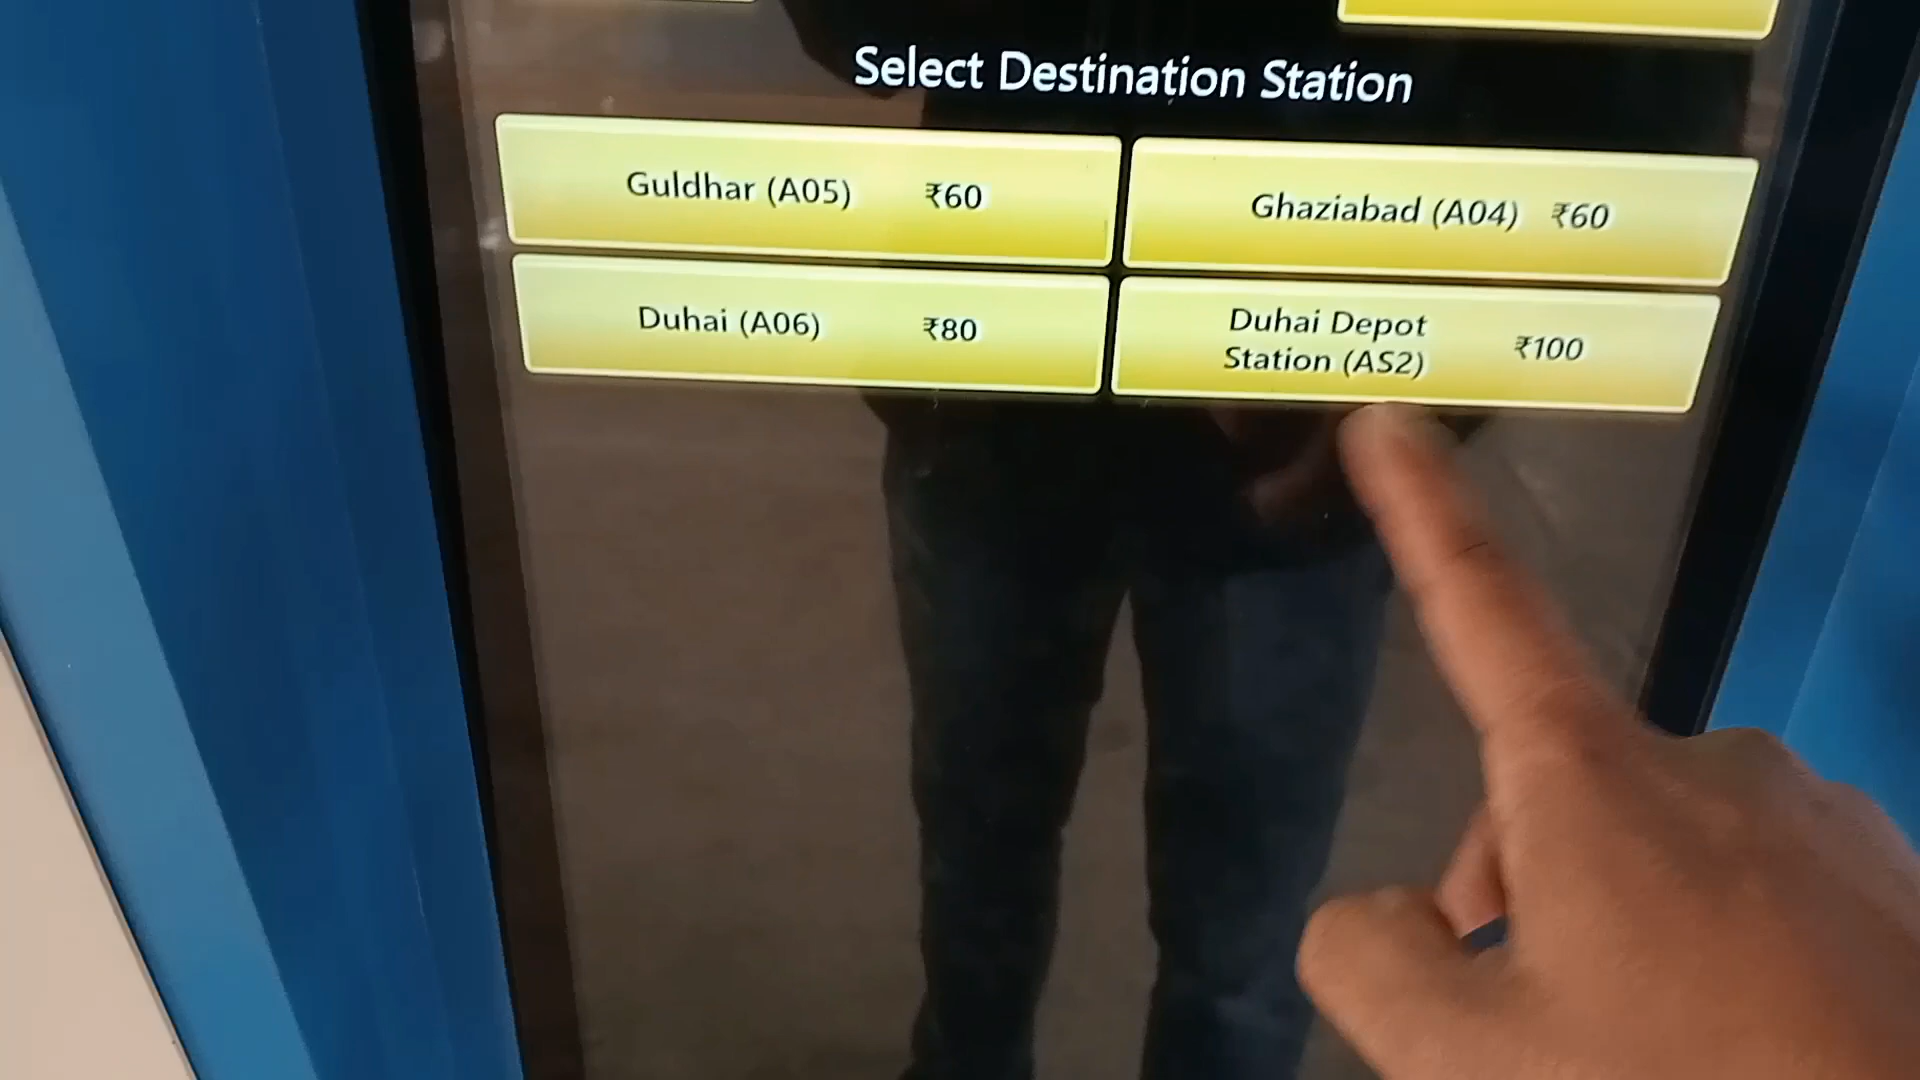 Select Destination Station
Guldhar (A05) ₹60
Ghaziabad (A04) ₹60
Duhai (A06) ₹80
Duhai Depot
Station (AS2) ₹100